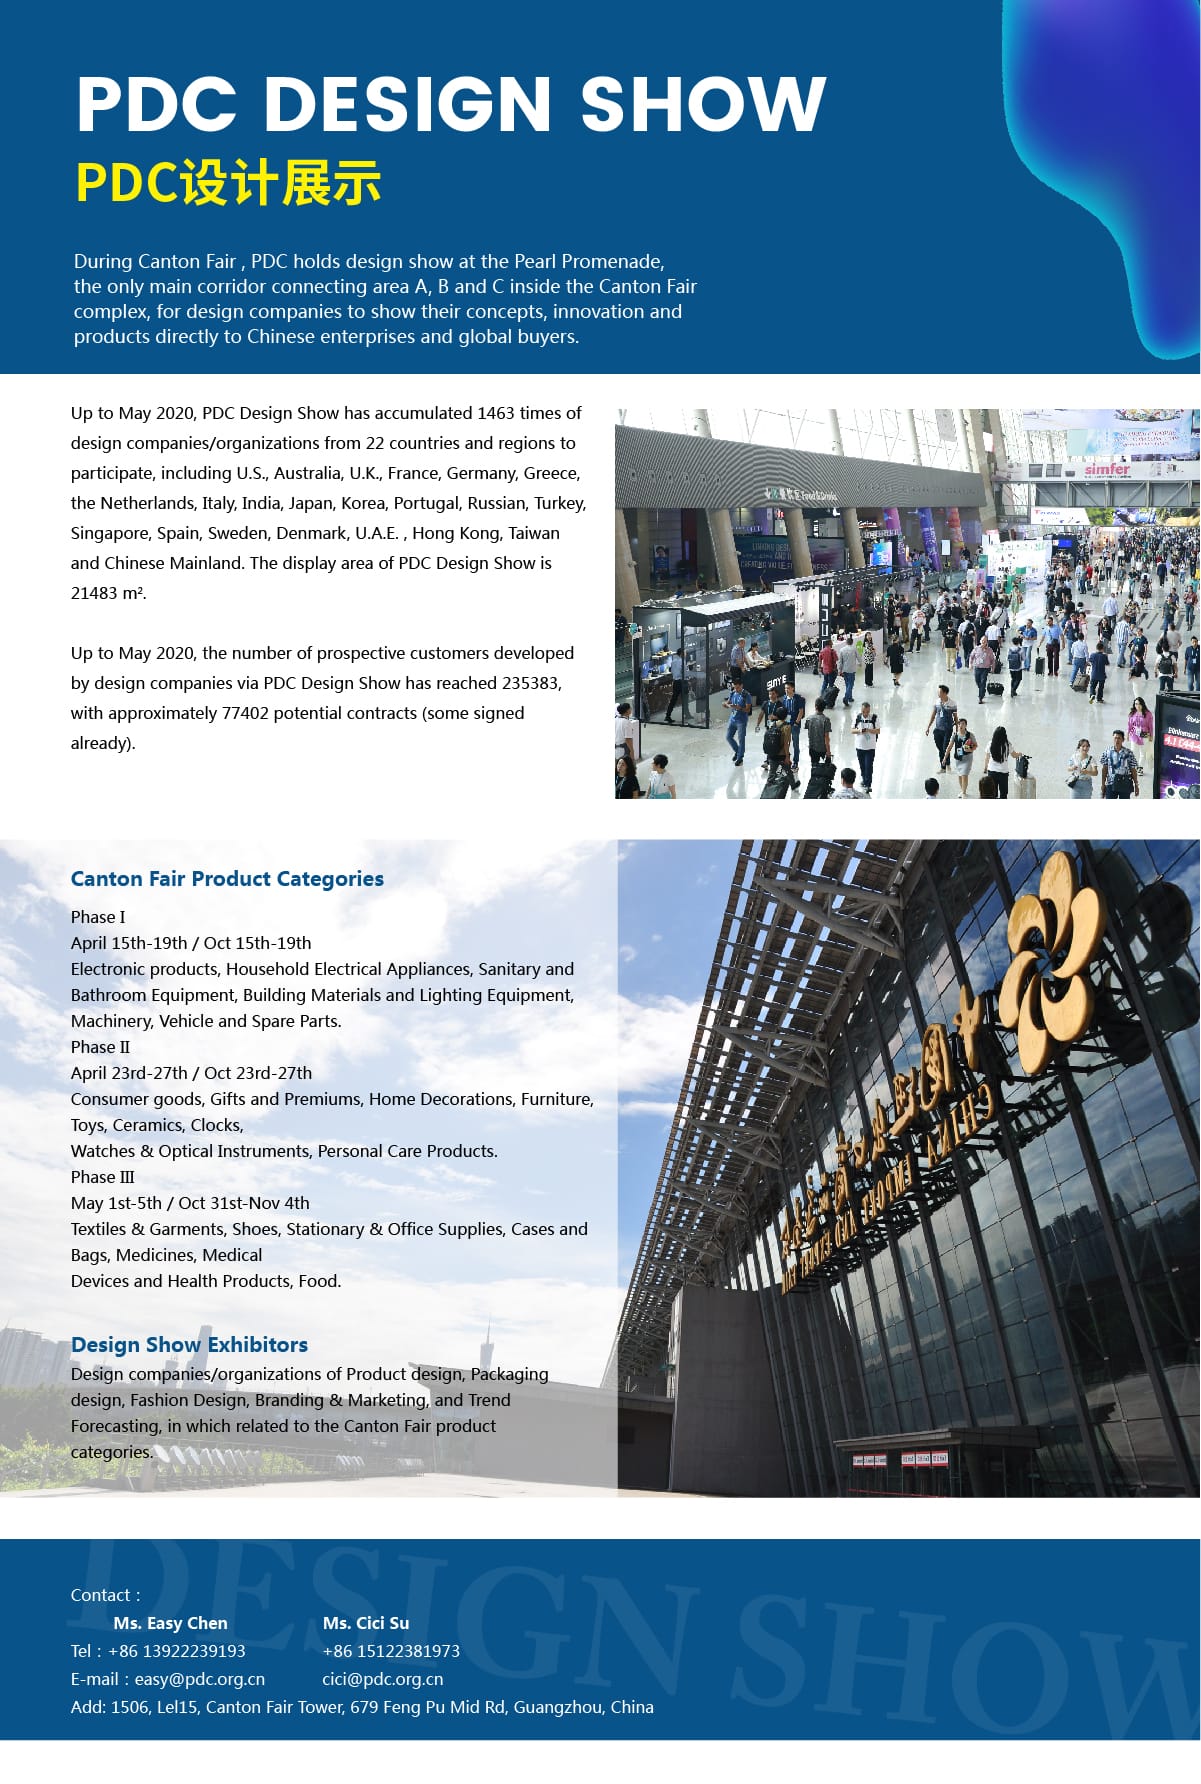 PDC DESIGN SHOW
PDC设计展示
During Canton Fair , PDC holds design show at the Pearl Promenade,
the only main corridor connecting area A, B and C inside the Canton Fair
complex, for design companies to show their concepts, innovation and
products directly to Chinese enterprises and global buyers.
Up to May 2020, PDC Design Show has accumulated 1463 times of
design companies/organizations from 22 countries and regions to
participate, including U.S., Australia, U.K., France, Germany, Greece,
the Netherlands, Italy, India, Japan, Korea, Portugal, Russian, Turkey,
Singapore, Spain, Sweden, Denmark, U.A.E. , Hong Kong, Taiwan
and Chinese Mainland. The display area of PDC Design Show is
21483 m².
Up to May 2020, the number of prospective customers developed
by design companies via PDC Design Show has reached 235383,
with approximately 77402 potential contracts (some signed
already).
simfer
Food & Drinks
Canton Fair Product Categories
Phase Ⅰ
April 15th-19th / Oct 15th-19th
Electronic products, Household Electrical Appliances, Sanitary and
Bathroom Equipment, Building Materials and Lighting Equipment,
Machinery, Vehicle and Spare Parts.
Phase Ⅱ
April 23rd-27th / Oct 23rd-27th
Consumer goods, Gifts and Premiums, Home Decorations, Furniture,
Toys, Ceramics, Clocks,
Watches & Optical Instruments, Personal Care Products.
Phase Ⅲ
May 1st-5th / Oct 31st-Nov 4th
Textiles & Garments, Shoes, Stationary & Office Supplies, Cases and
Bags, Medicines, Medical
Devices and Health Products, Food.
CHINA IMPORT AND EXPORT FAIR
Design Show Exhibitors
Design companies/organizations of Product design, Packaging
design, Fashion Design, Branding & Marketing, and Trend
Forecasting, in which related to the Canton Fair product
categories.
DESIGN SHOW
Contact :
Ms. Easy Chen Ms. Cici Su
Tel : +86 13922239193 +86 15122381973
E-mail : easy@pdc.org.cn cici@pdc.org.cn
Add: 1506, Lel15, Canton Fair Tower, 679 Feng Pu Mid Rd, Guangzhou, China